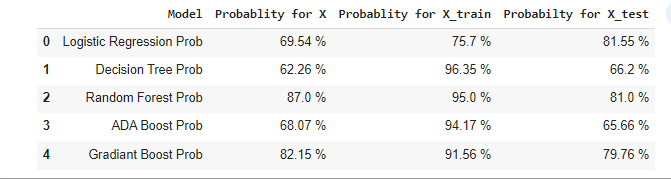 Model Probablity for X Probablity for X_train Probabilty for X_test
0 Logistic Regression Prob 69.54 % 75.7 % 81.55 %
1 Decision Tree Prob 62.26 % 96.35 % 66.2 %
2 Random Forest Prob 87.0 % 95.0 % 81.0 %
3 ADA Boost Prob 68.07 % 94.17 % 65.66 %
4 Gradiant Boost Prob 82.15 % 91.56 % 79.76 %